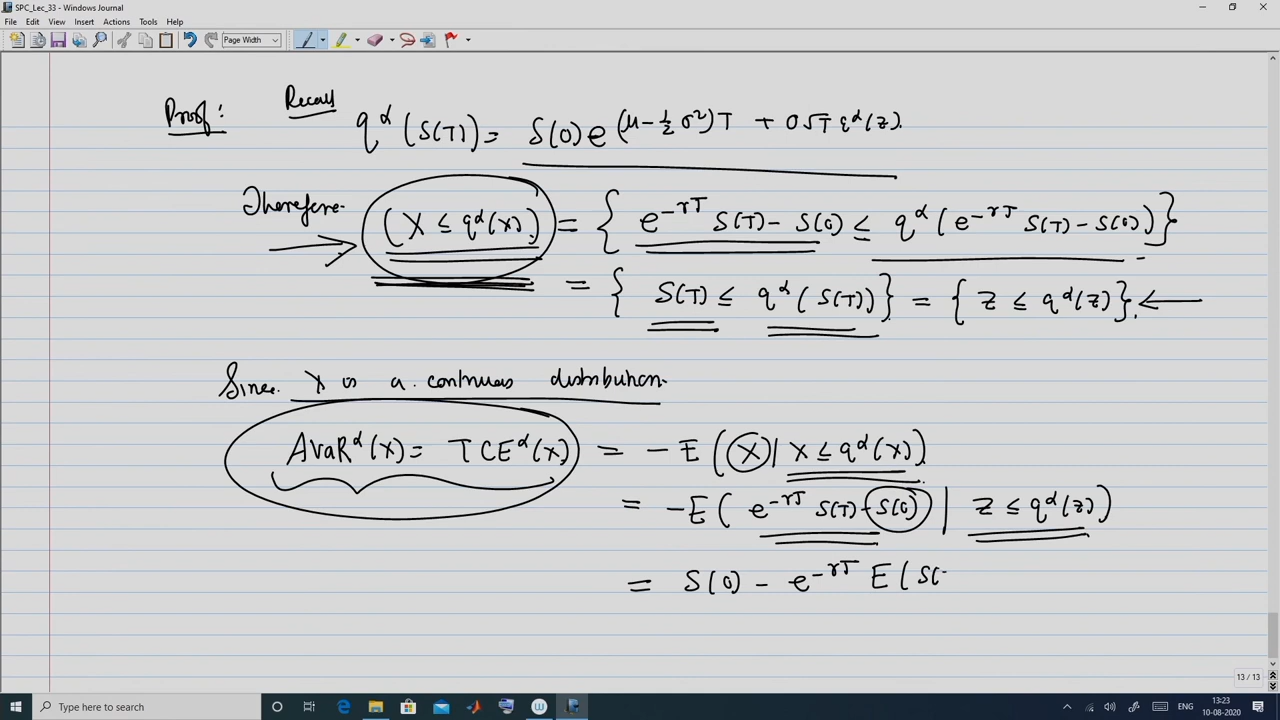 SPC_Lec_33 - Windows Journal
File Edit View Insert Actions Tools Help
Page Width
Proof: Recall
q^α (S(T)) = S(0) e^{(μ - ½ σ²)T + σ√T q^α(Z)}
Therefore (X ≤ q^α(X)) = { e^{-rT} S(T) - S(0) ≤ q^α (e^{-rT} S(T) - S(0)) }
= { S(T) ≤ q^α (S(T)) } = { Z ≤ q^α(Z) } ←
Since X is a continuous distribution
AVaR^α(X) = TCE^α(X) = - E (X | X ≤ q^α(X))
= -E ( e^{-rT} S(T) - S(0) | Z ≤ q^α(Z) )
= S(0) - e^{-rT} E ( S(
13 / 13
Type here to search
ENG
13:23
10-08-2020